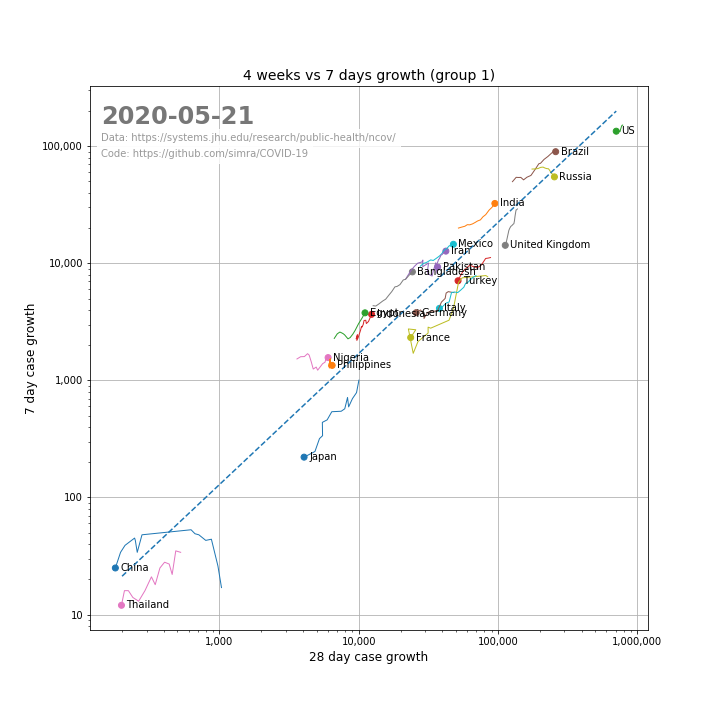 4 weeks vs 7 days growth (group 1)
2020-05-21
Data: https://systems.jhu.edu/research/public-health/ncov/
Code: https://github.com/simra/COVID-19
US
100,000
Brazil
Russia
India
Mexico
United Kingdom
Iran
10,000
Pakistan
Bangladesh
Turkey
Italy
Egypt
Indonesia
Germany
France
Nigeria
Philippines
1,000
Japan
100
China
Thailand
10
7 day case growth
1,000
10,000
100,000
1,000,000
28 day case growth